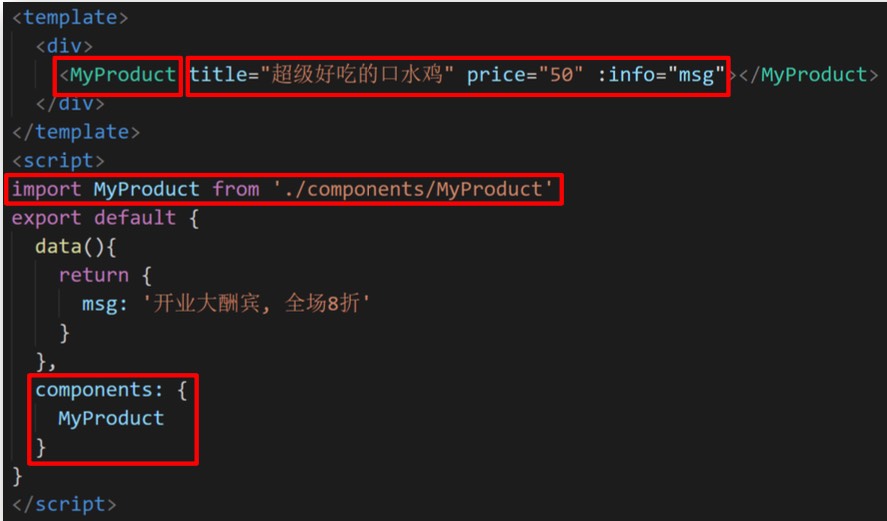 <template>
<div>
<MyProduct title="超级好吃的口水鸡" price="50" :info="msg"></MyProduct>
</div>
</template>
<script>
import MyProduct from './components/MyProduct'
export default {
data(){
return {
msg: '开业大酬宾, 全场8折'
}
},
components: {
MyProduct
}
}
</script>